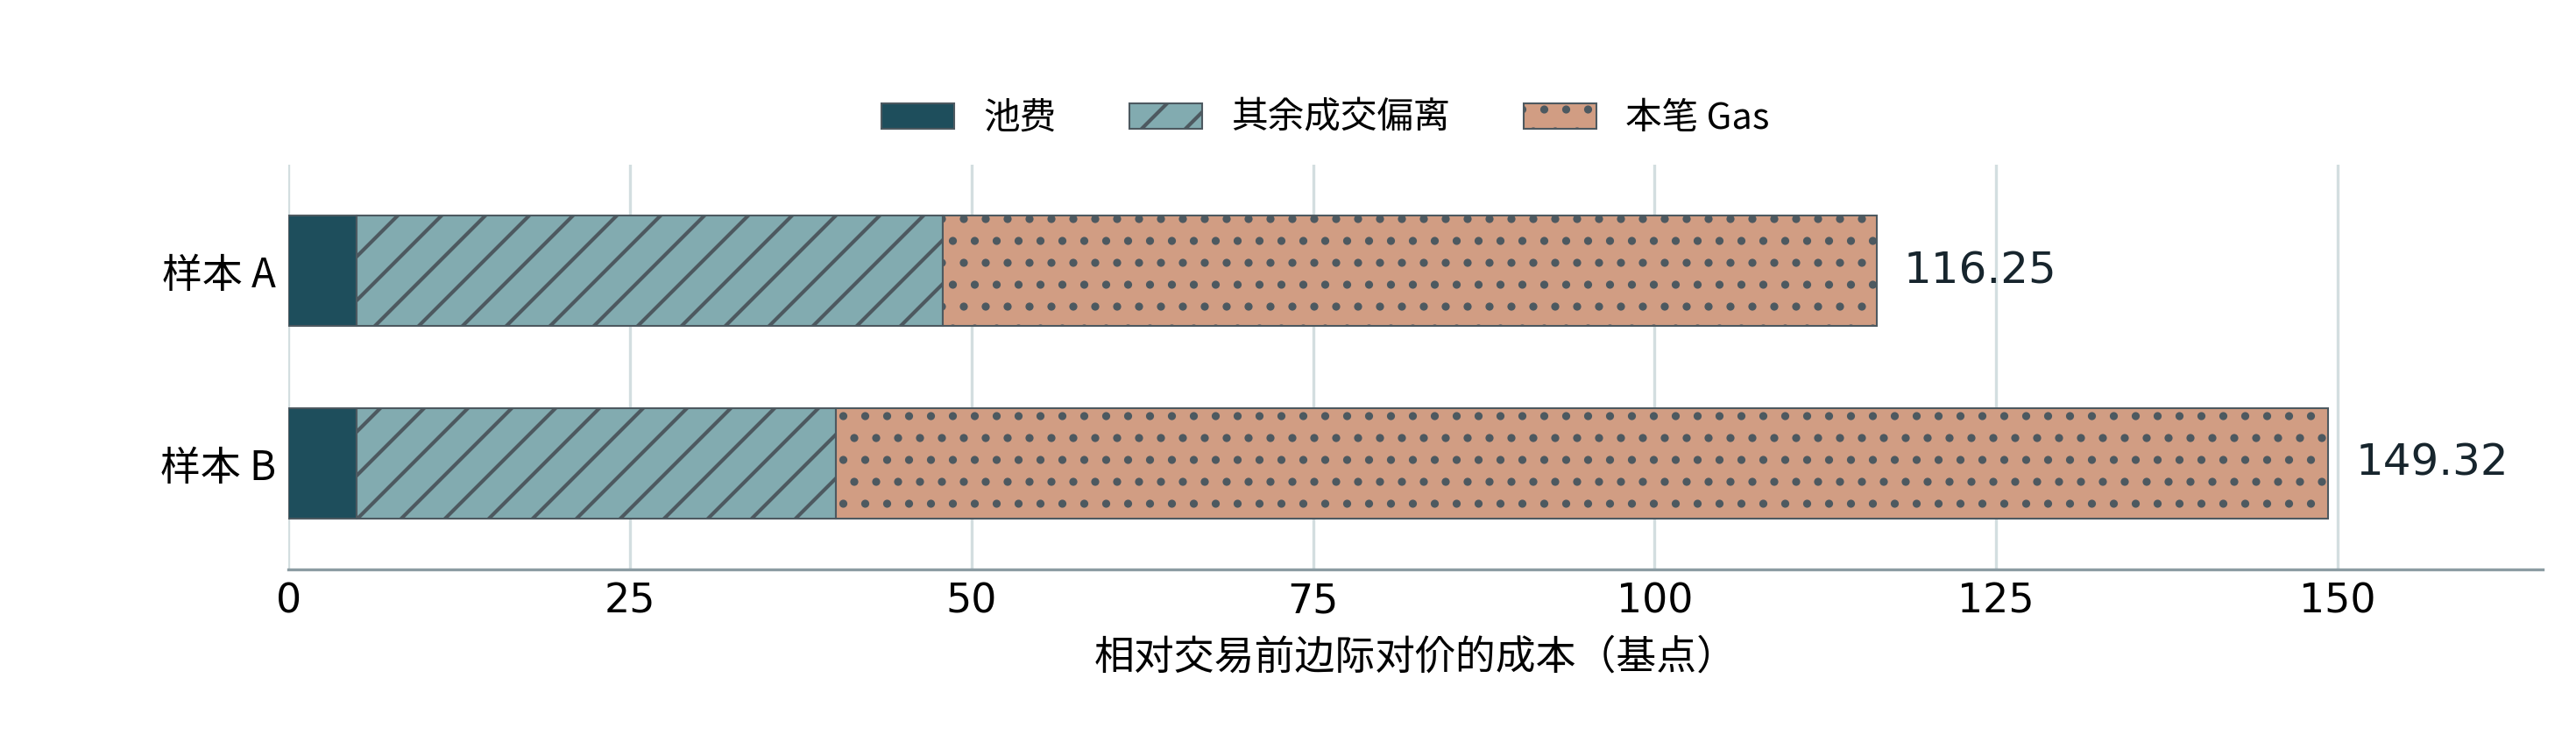 池费 其余成交偏离 本笔 Gas
样本 A 116.25
样本 B 149.32
0 25 50 75 100 125 150
相对交易前边际对价的成本（基点）